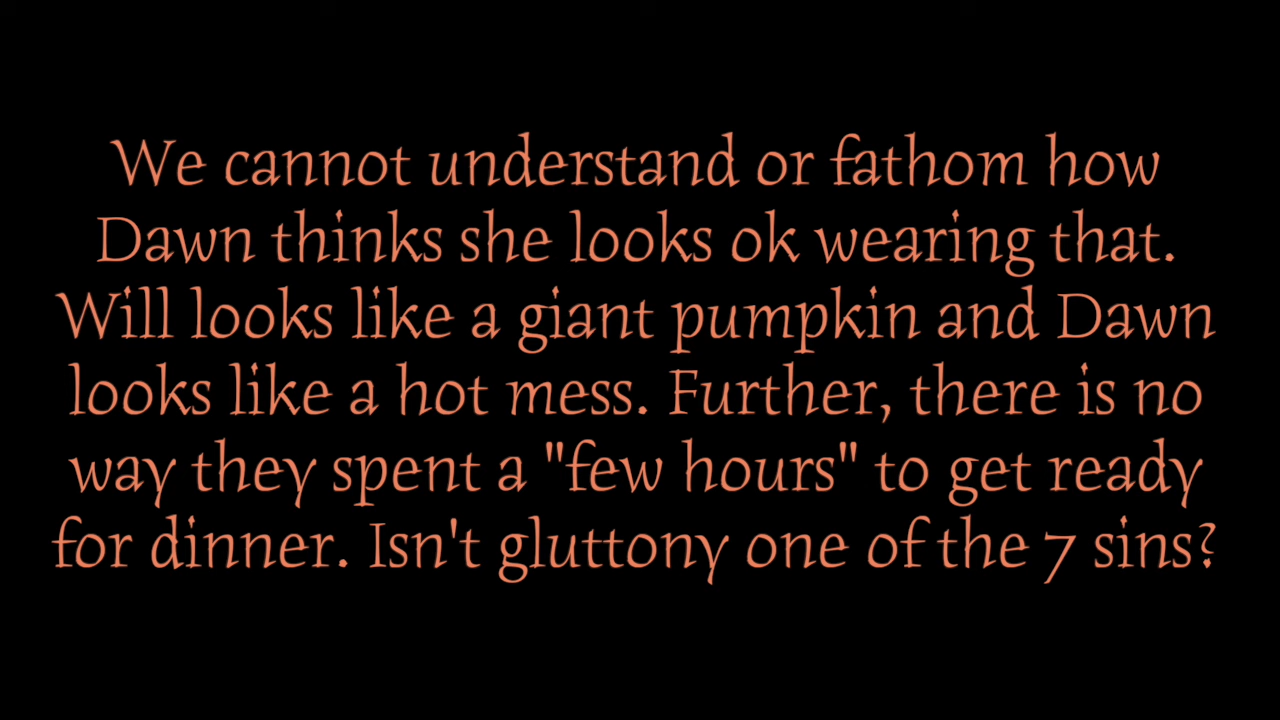 We cannot understand or fathom how
Dawn thinks she looks ok wearing that.
Will looks like a giant pumpkin and Dawn
looks like a hot mess. Further, there is no
way they spent a "few hours" to get ready
for dinner. Isn't gluttony one of the 7 sins?